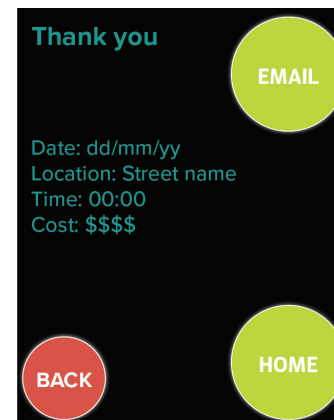 Thank you
EMAIL
Date: dd/mm/yy
Location: Street name
Time: 00:00
Cost: $$$$
HOME
BACK